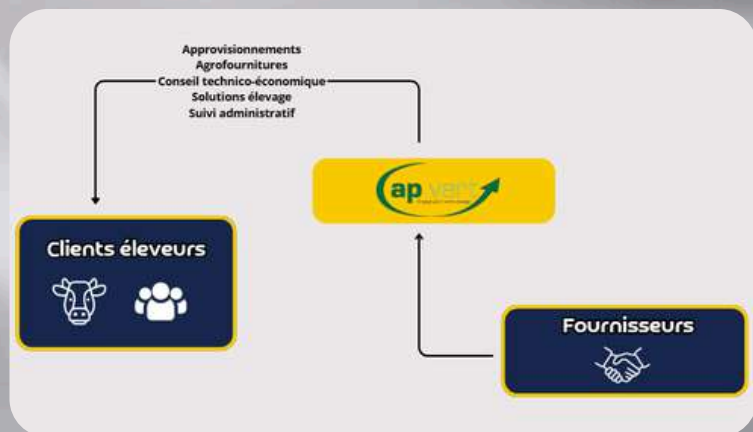 Approvisionnements
Agrofournitures
Conseil technico-économique
Solutions élevage
Suivi administratif
ap vert
Clients éleveurs
Fournisseurs